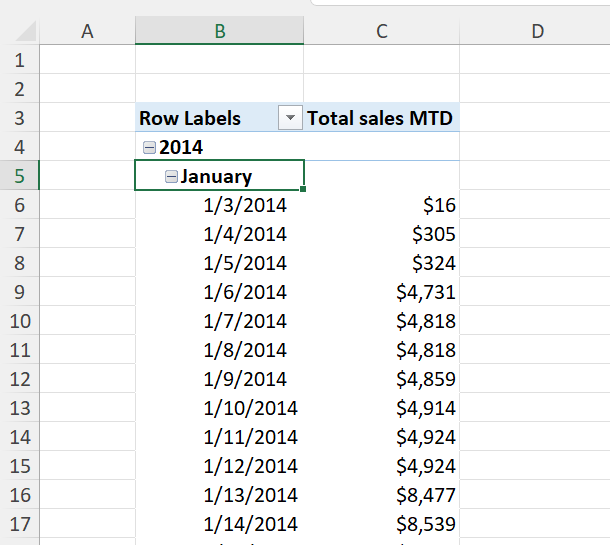 A B C D
1
2
3 Row Labels Total sales MTD
4 2014
5 January
6 1/3/2014 $16
7 1/4/2014 $305
8 1/5/2014 $324
9 1/6/2014 $4,731
10 1/7/2014 $4,818
11 1/8/2014 $4,818
12 1/9/2014 $4,859
13 1/10/2014 $4,914
14 1/11/2014 $4,924
15 1/12/2014 $4,924
16 1/13/2014 $8,477
17 1/14/2014 $8,539